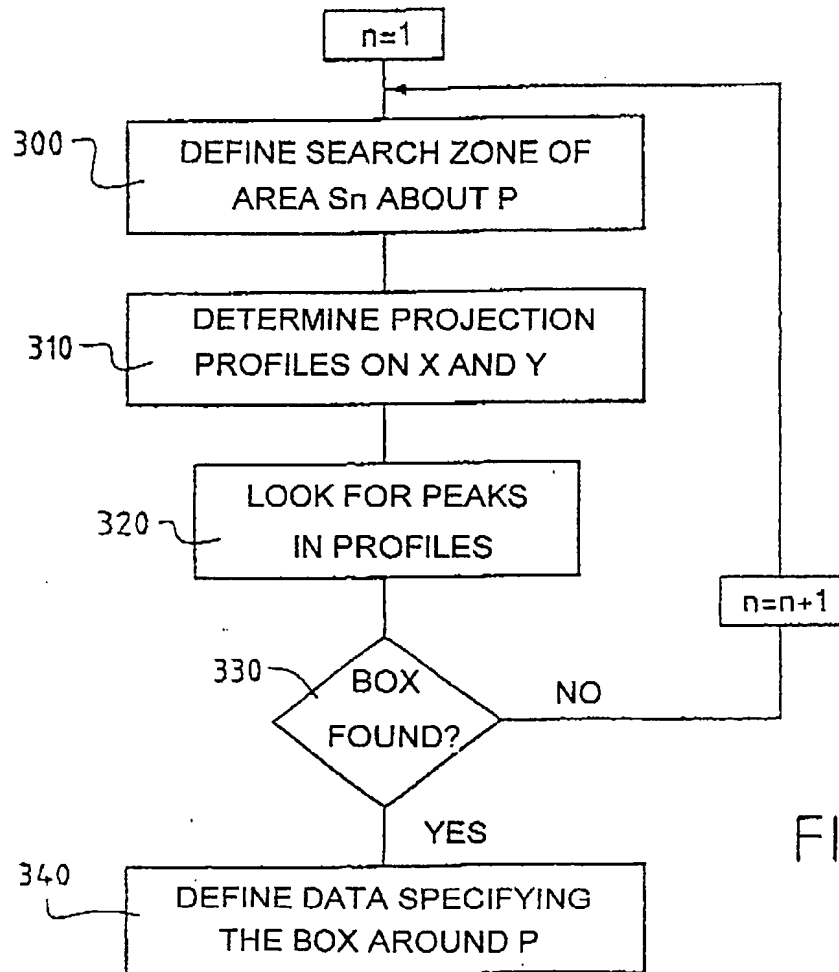 n=1
300
DEFINE SEARCH ZONE OF
AREA Sn ABOUT P
310
DETERMINE PROJECTION
PROFILES ON X AND Y
320
LOOK FOR PEAKS
IN PROFILES
n=n+1
330
BOX
FOUND?
NO
YES
FI
340
DEFINE DATA SPECIFYING
THE BOX AROUND P